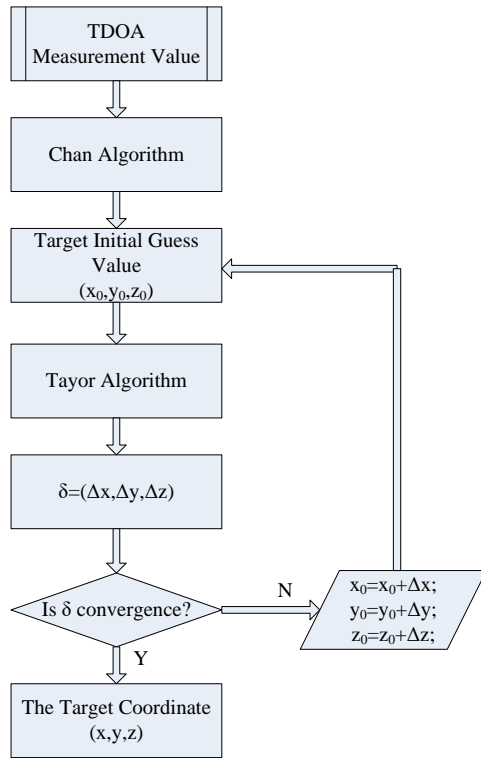 TDOA
Measurement Value
Chan Algorithm
Target Initial Guess
Value
(x₀,y₀,z₀)
Tayor Algorithm
δ=(Δx,Δy,Δz)
Is δ convergence?
N
x₀=x₀+Δx;
y₀=y₀+Δy;
z₀=z₀+Δz;
Y
The Target Coordinate
(x,y,z)